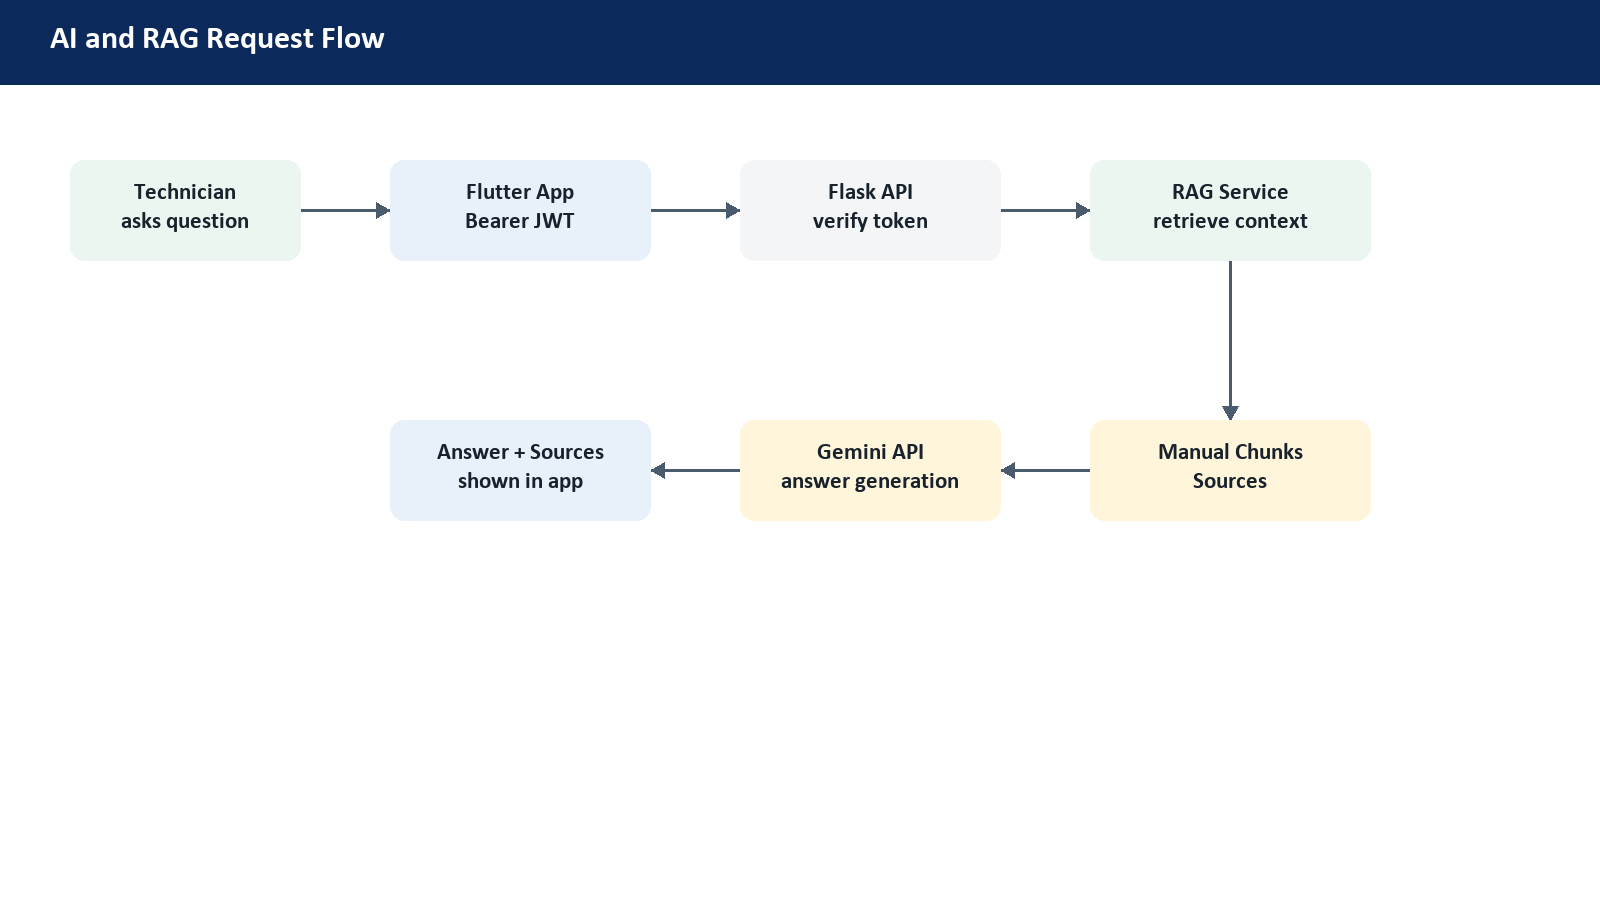 AI and RAG Request Flow
Technician
asks question
Flutter App
Bearer JWT
Flask API
verify token
RAG Service
retrieve context
Answer + Sources
shown in app
Gemini API
answer generation
Manual Chunks
Sources